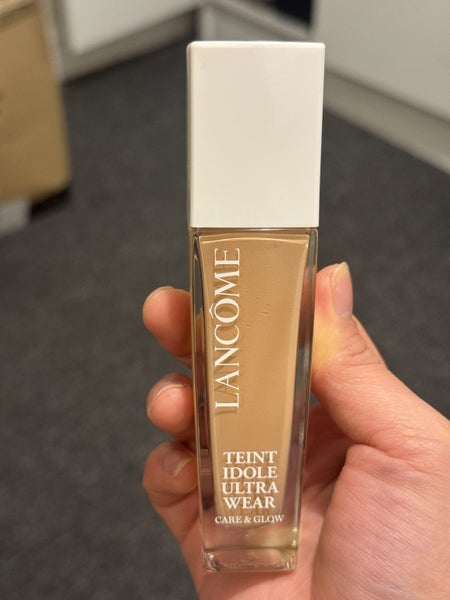 LANCÔME
TEINT
IDOLE
ULTRA
WEAR
CARE & GLOW